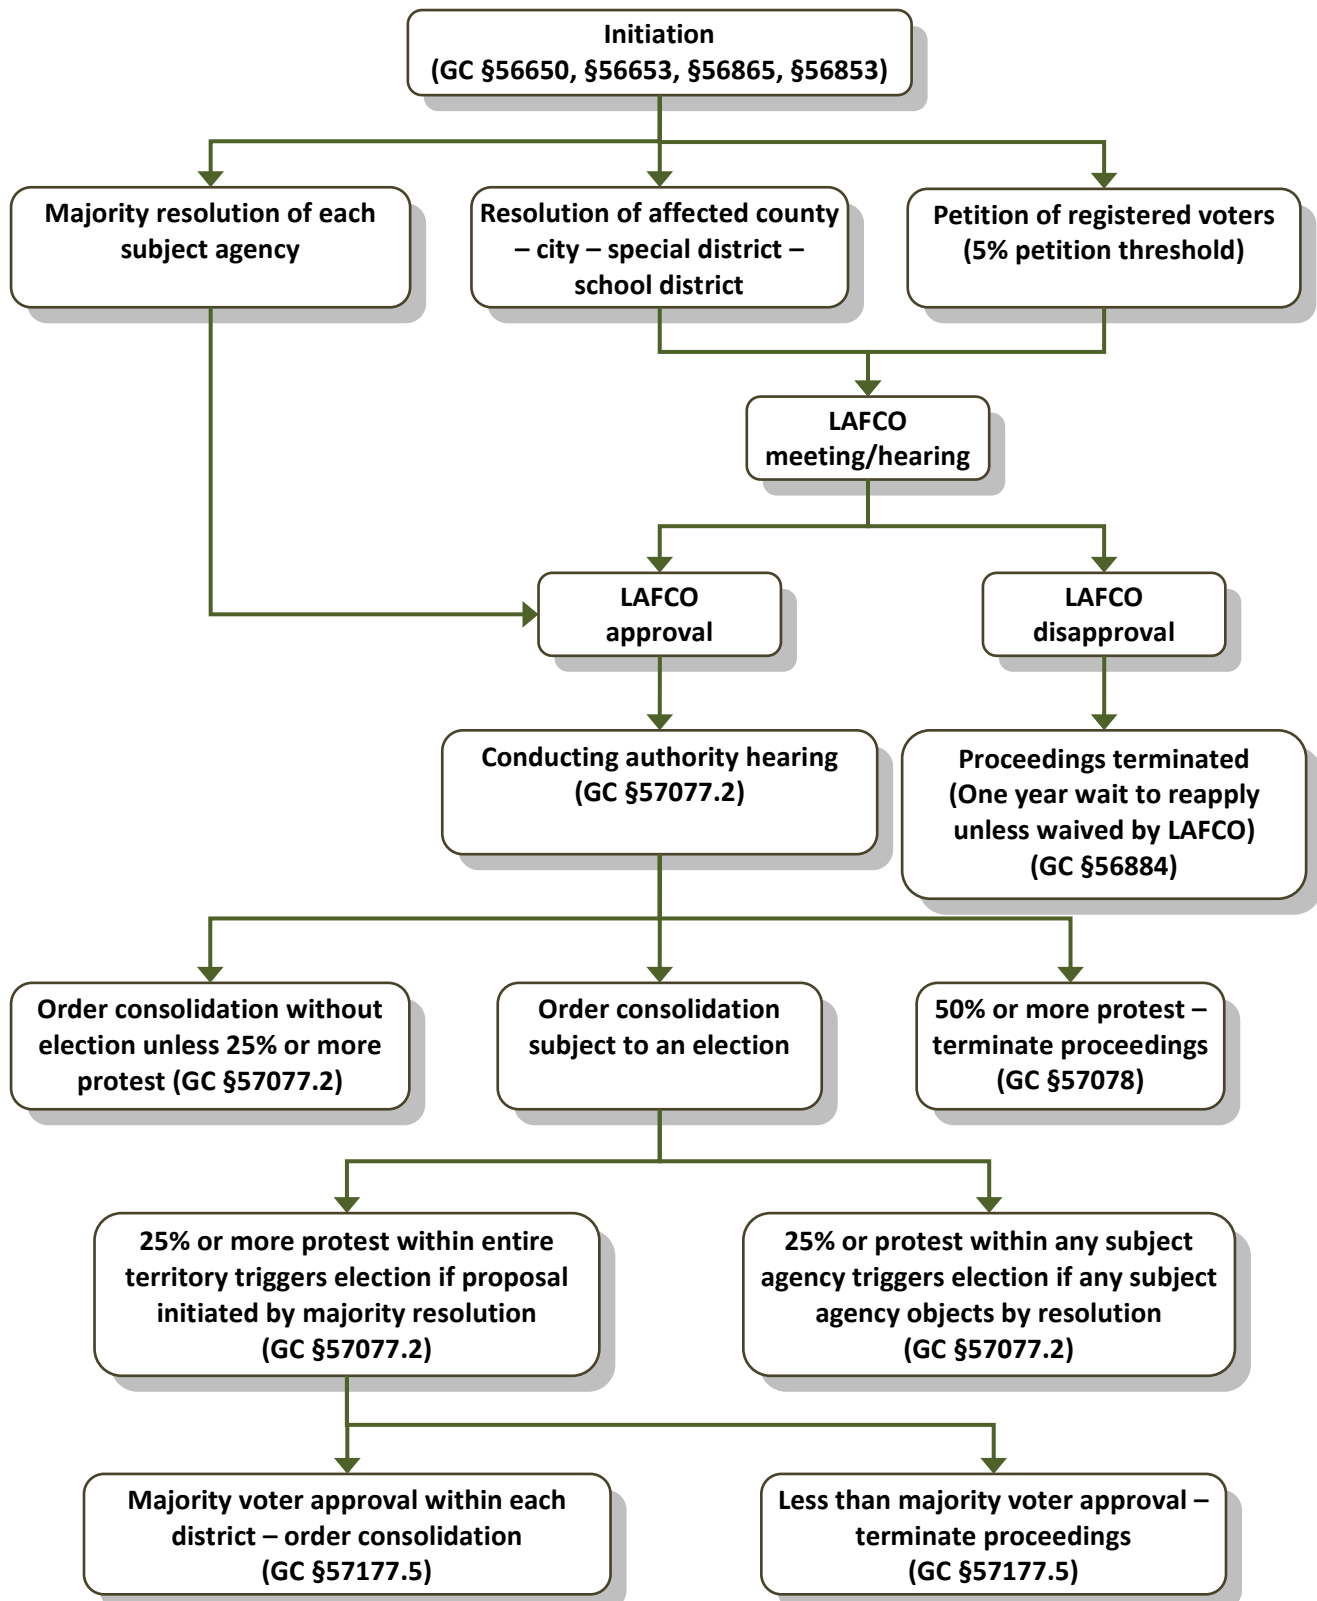 Initiation
(GC §56650, §56653, §56865, §56853)
Majority resolution of each
subject agency
Resolution of affected county
– city – special district –
school district
Petition of registered voters
(5% petition threshold)
LAFCO
meeting/hearing
LAFCO
approval
LAFCO
disapproval
Conducting authority hearing
(GC §57077.2)
Proceedings terminated
(One year wait to reapply
unless waived by LAFCO)
(GC §56884)
Order consolidation without
election unless 25% or more
protest (GC §57077.2)
Order consolidation
subject to an election
50% or more protest –
terminate proceedings
(GC §57078)
25% or more protest within entire
territory triggers election if proposal
initiated by majority resolution
(GC §57077.2)
25% or protest within any subject
agency triggers election if any subject
agency objects by resolution
(GC §57077.2)
Majority voter approval within each
district – order consolidation
(GC §57177.5)
Less than majority voter approval –
terminate proceedings
(GC §57177.5)